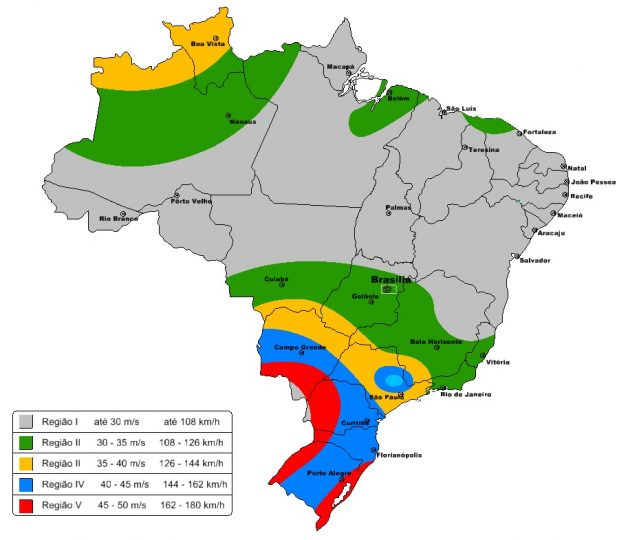 Boa Vista
Macapá
Belém
São Luis
Manaus
Fortaleza
Teresina
Natal
João Pessoa
Pôrto Velho
Recife
Rio Branco
Palmas
Maceió
Aracaju
Salvador
Cuiabá
Brasília
Goiânia
Campo Grande
Belo Horizonte
Vitória
São Paulo
Rio de Janeiro
Curitiba
Florianópolis
Porto Alegre
Região I até 30 m/s até 108 km/h
Região II 30 - 35 m/s 108 - 126 km/h
Região II 35 - 40 m/s 126 - 144 km/h
Região IV 40 - 45 m/s 144 - 162 km/h
Região V 45 - 50 m/s 162 - 180 km/h